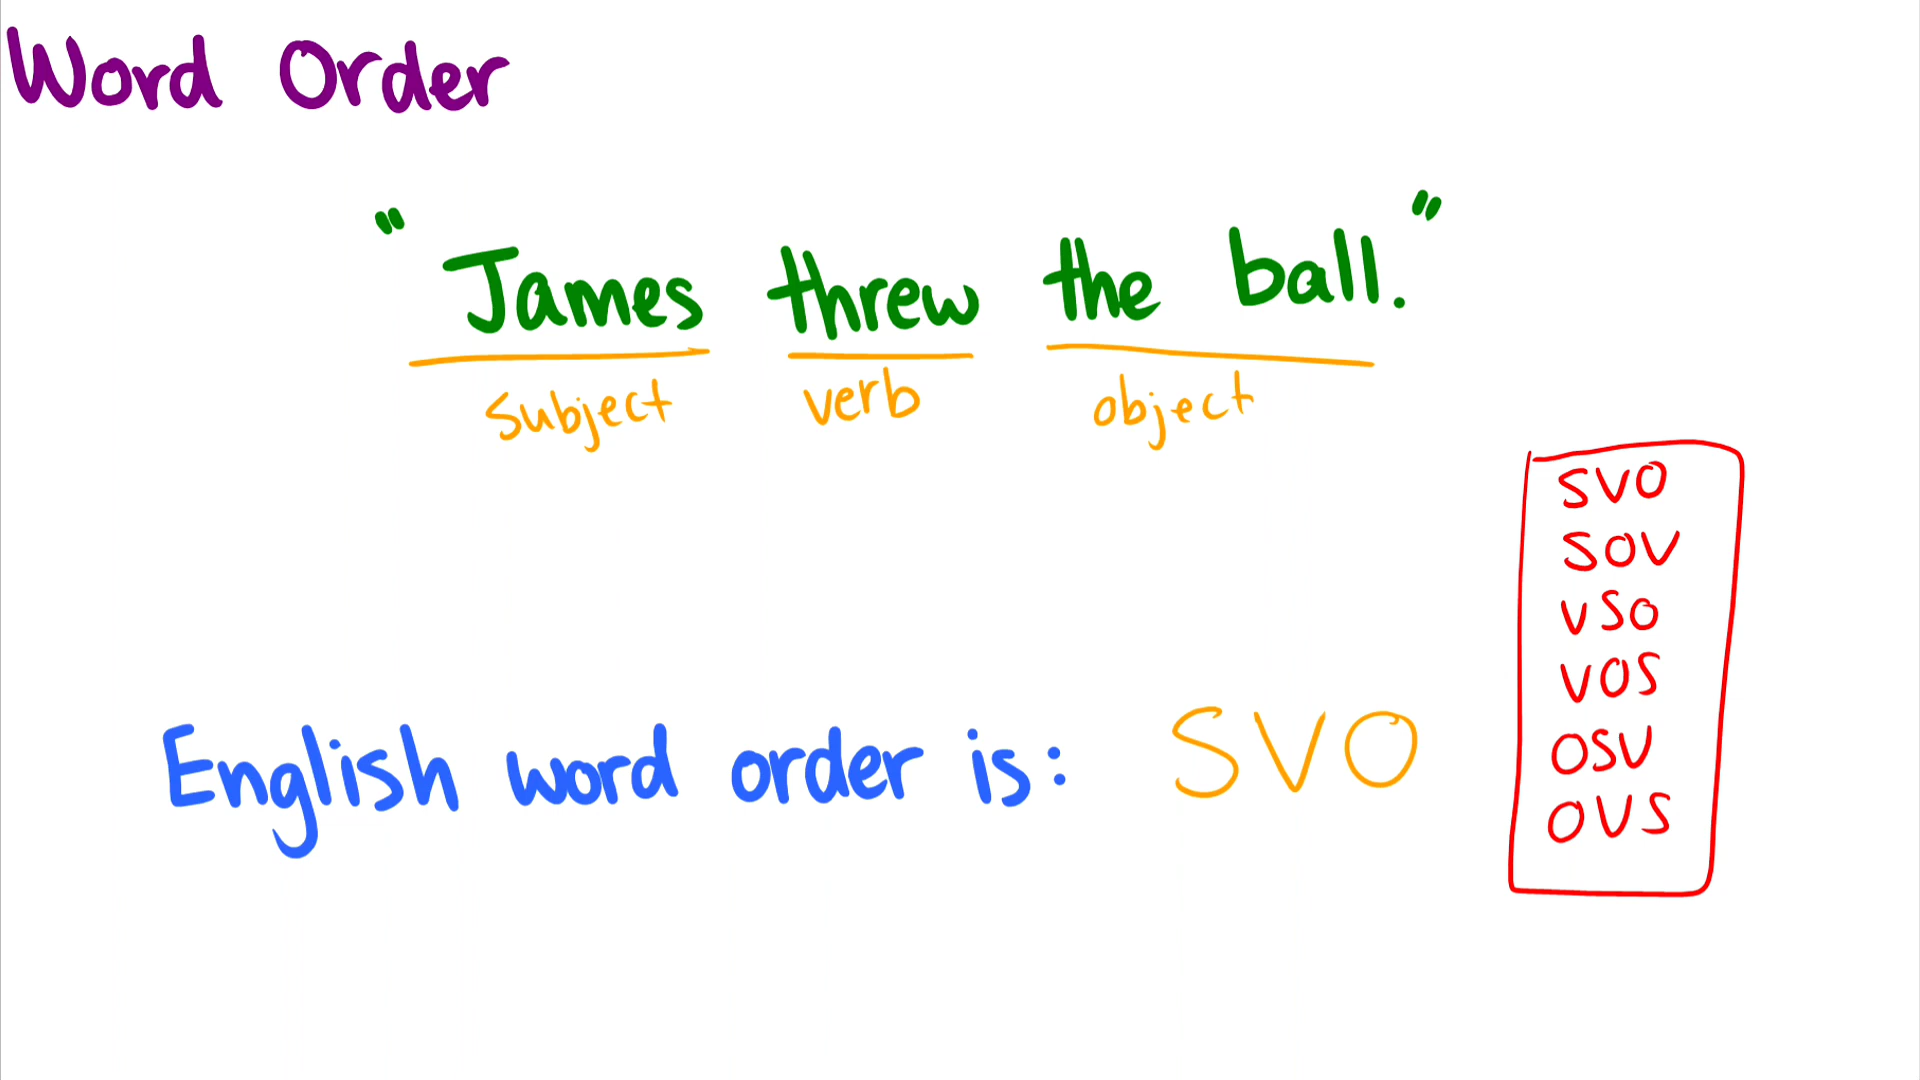 Word Order
"James threw the ball."
subject verb object
SVO
SOV
VSO
VOS
OSV
OVS
English word order is: SVO